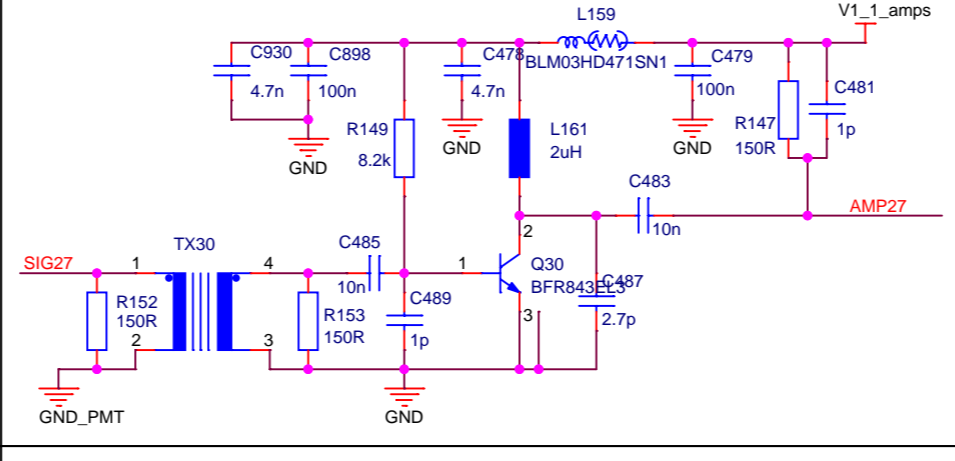 L159
V1_1_amps
C930
C898
C478
BLM03HD471SN1
C479
C481
4.7n
100n
4.7n
100n
1p
R149
8.2k
L161
2uH
R147
150R
GND
GND
GND
C483
10n
AMP27
SIG27
TX30
1
4
C485
10n
1
2
Q30
BFR843EL3
C487
2.7p
R152
150R
R153
150R
C489
1p
3
2
3
GND_PMT
GND